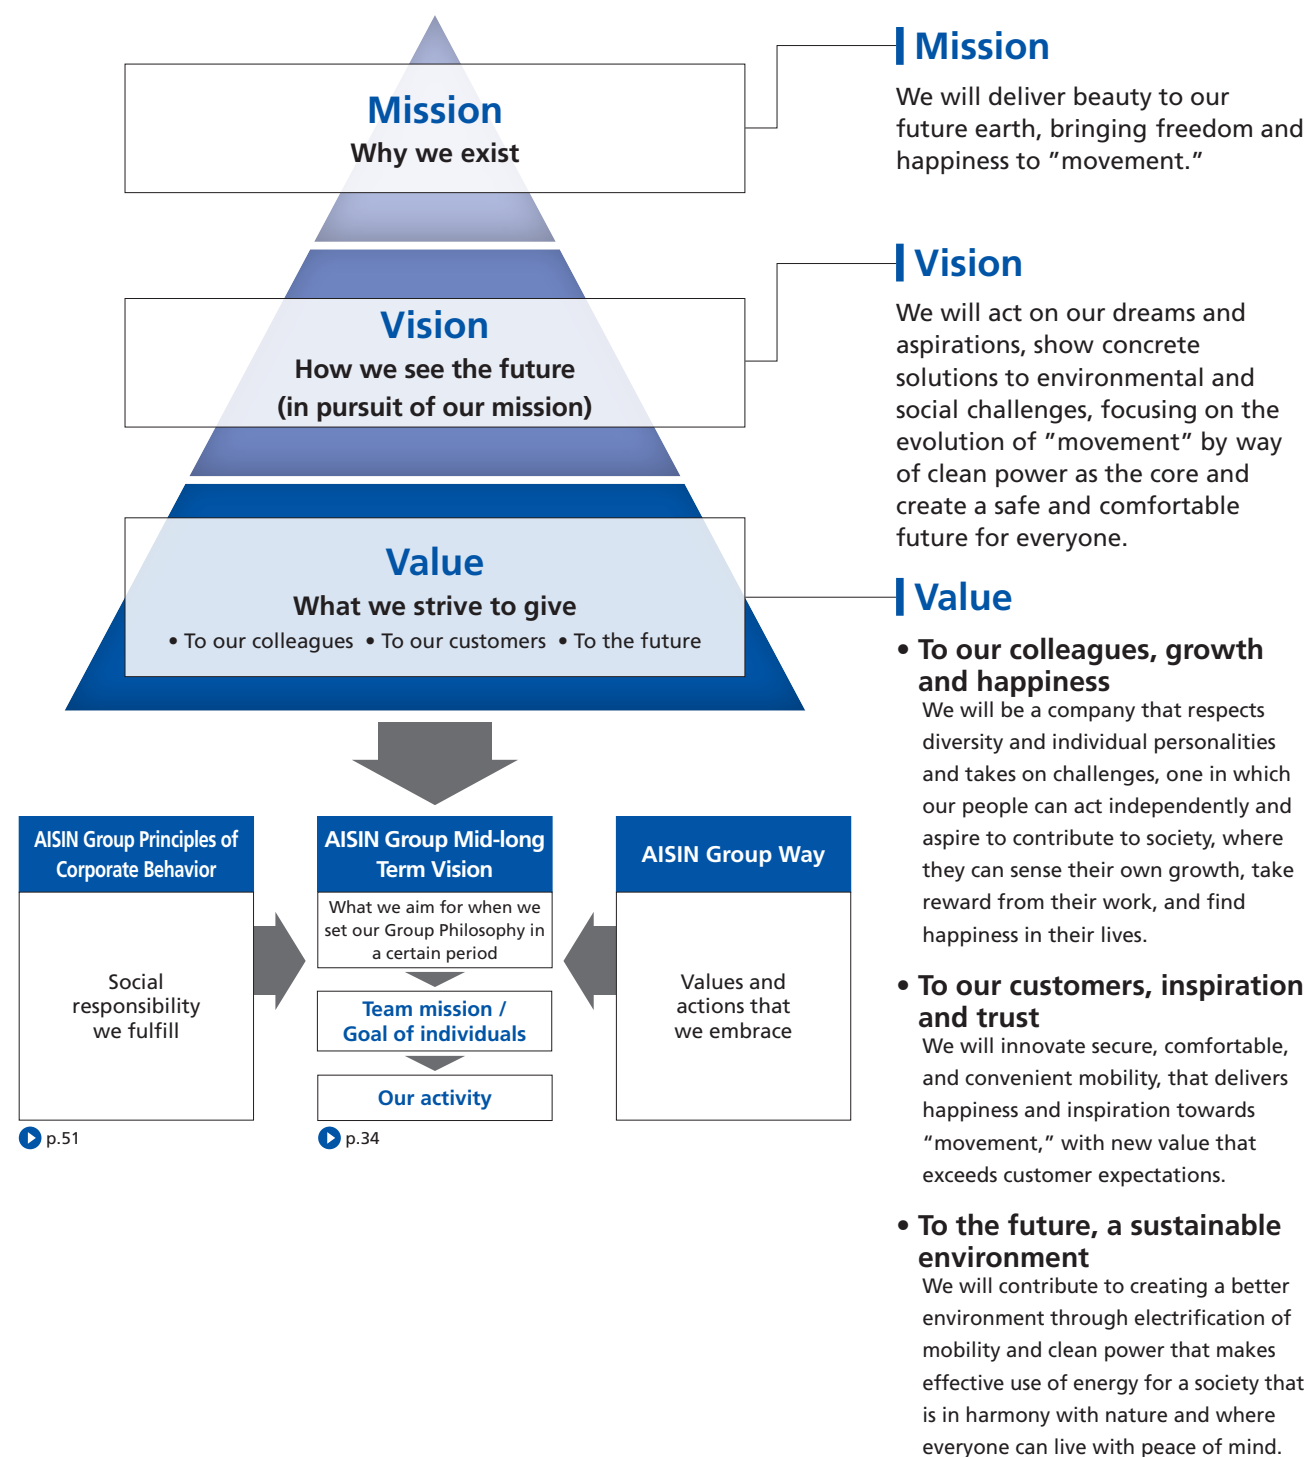 Mission
Why we exist
Vision
How we see the future
(in pursuit of our mission)
Value
What we strive to give
• To our colleagues • To our customers • To the future
AISIN Group Principles of
Corporate Behavior
Social
responsibility
we fulfill
p.51
AISIN Group Mid-long
Term Vision
What we aim for when we
set our Group Philosophy in
a certain period
Team mission /
Goal of individuals
Our activity
p.34
AISIN Group Way
Values and
actions that
we embrace
Mission
We will deliver beauty to our
future earth, bringing freedom and
happiness to ”movement.”
Vision
We will act on our dreams and
aspirations, show concrete
solutions to environmental and
social challenges, focusing on the
evolution of ”movement” by way
of clean power as the core and
create a safe and comfortable
future for everyone.
Value
• To our colleagues, growth
and happiness
We will be a company that respects
diversity and individual personalities
and takes on challenges, one in which
our people can act independently and
aspire to contribute to society, where
they can sense their own growth, take
reward from their work, and find
happiness in their lives.
• To our customers, inspiration
and trust
We will innovate secure, comfortable,
and convenient mobility, that delivers
happiness and inspiration towards
“movement,” with new value that
exceeds customer expectations.
• To the future, a sustainable
environment
We will contribute to creating a better
environment through electrification of
mobility and clean power that makes
effective use of energy for a society that
is in harmony with nature and where
everyone can live with peace of mind.